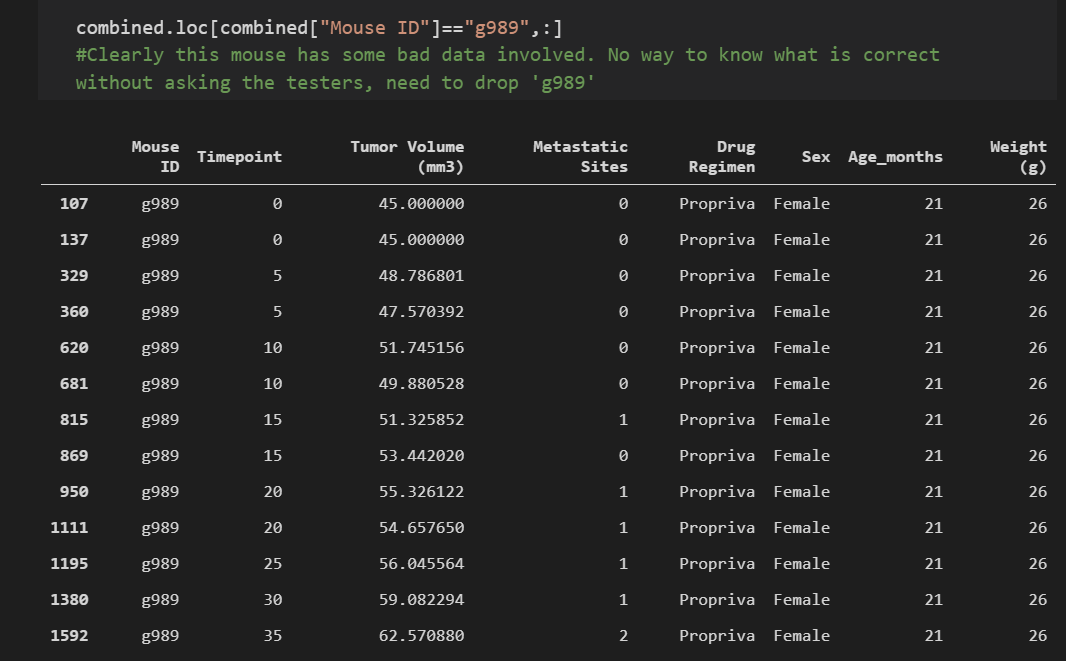 combined.loc[combined["Mouse ID"]=="g989",:]
#Clearly this mouse has some bad data involved. No way to know what is correct
without asking the testers, need to drop 'g989'
Mouse ID Timepoint Tumor Volume (mm3) Metastatic Sites Drug Regimen Sex Age_months Weight (g)
107 g989 0 45.000000 0 Propriva Female 21 26
137 g989 0 45.000000 0 Propriva Female 21 26
329 g989 5 48.786801 0 Propriva Female 21 26
360 g989 5 47.570392 0 Propriva Female 21 26
620 g989 10 51.745156 0 Propriva Female 21 26
681 g989 10 49.880528 0 Propriva Female 21 26
815 g989 15 51.325852 1 Propriva Female 21 26
869 g989 15 53.442020 0 Propriva Female 21 26
950 g989 20 55.326122 1 Propriva Female 21 26
1111 g989 20 54.657650 1 Propriva Female 21 26
1195 g989 25 56.045564 1 Propriva Female 21 26
1380 g989 30 59.082294 1 Propriva Female 21 26
1592 g989 35 62.570880 2 Propriva Female 21 26